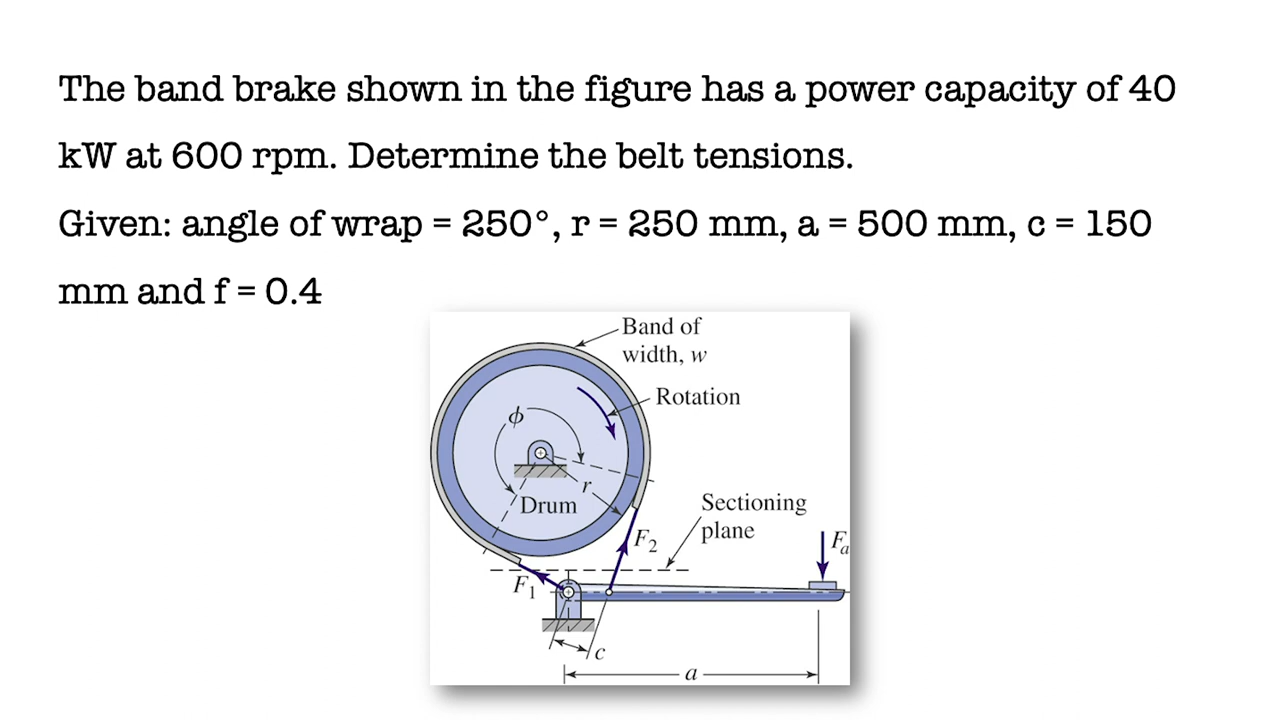 The band brake shown in the figure has a power capacity of 40
kW at 600 rpm. Determine the belt tensions.
Given: angle of wrap = 250°, r = 250 mm, a = 500 mm, c = 150
mm and f = 0.4
Band of
width, w
Rotation
ϕ
r
Drum
Sectioning
plane
F₂
Fₐ
F₁
c
a